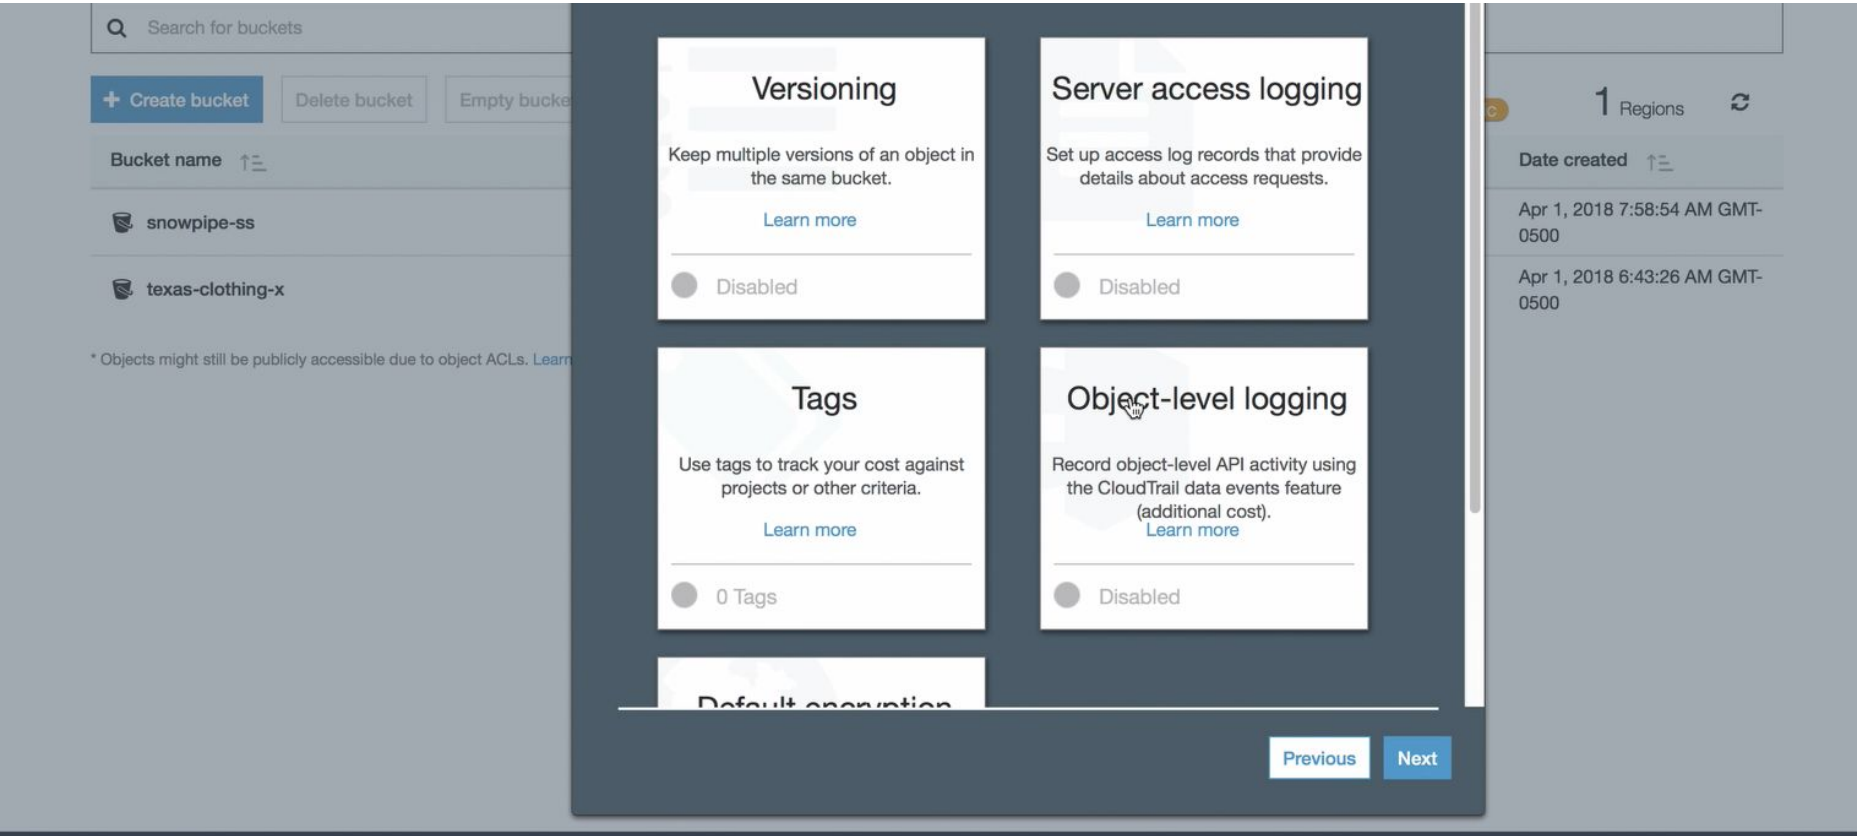 Search for buckets
+ Create bucket
Delete bucket
Empty bucke
1 Regions
Bucket name
Date created
snowpipe-ss
Apr 1, 2018 7:58:54 AM GMT-
0500
texas-clothing-x
Apr 1, 2018 6:43:26 AM GMT-
0500
* Objects might still be publicly accessible due to object ACLs. Learn
Versioning
Keep multiple versions of an object in
the same bucket.
Learn more
Disabled
Server access logging
Set up access log records that provide
details about access requests.
Learn more
Disabled
Tags
Use tags to track your cost against
projects or other criteria.
Learn more
0 Tags
Object-level logging
Record object-level API activity using
the CloudTrail data events feature
(additional cost).
Learn more
Disabled
Default encryption
Previous
Next